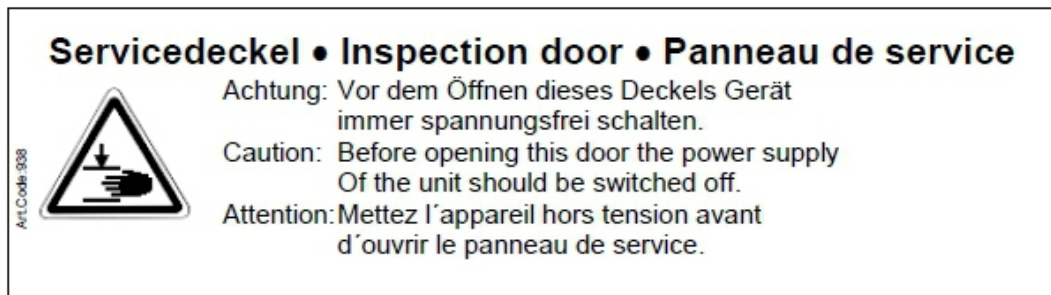 Servicedeckel • Inspection door • Panneau de service
Achtung: Vor dem Öffnen dieses Deckels Gerät
immer spannungsfrei schalten.
Caution: Before opening this door the power supply
Of the unit should be switched off.
Attention:Mettez l´appareil hors tension avant
d´ouvrir le panneau de service.
Art.Code:938